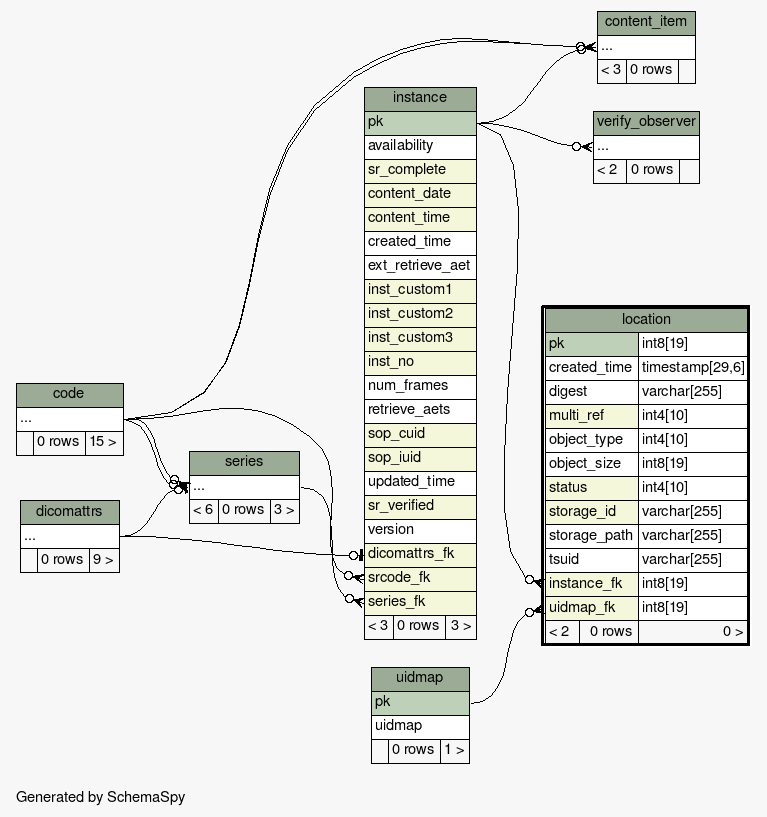 content_item
...
< 3 0 rows
instance
pk
availability
sr_complete
content_date
content_time
created_time
ext_retrieve_aet
inst_custom1
inst_custom2
inst_custom3
inst_no
num_frames
retrieve_aets
sop_cuid
sop_iuid
updated_time
sr_verified
version
dicomattrs_fk
srcode_fk
series_fk
< 3 0 rows 3 >
verify_observer
...
< 2 0 rows
location
pk int8[19]
created_time timestamp[29,6]
digest varchar[255]
multi_ref int4[10]
object_type int4[10]
object_size int8[19]
status int4[10]
storage_id varchar[255]
storage_path varchar[255]
tsuid varchar[255]
instance_fk int8[19]
uidmap_fk int8[19]
< 2 0 rows 0 >
code
...
0 rows 15 >
series
...
< 6 0 rows 3 >
dicomattrs
...
0 rows 9 >
uidmap
pk
uidmap
0 rows 1 >
Generated by SchemaSpy